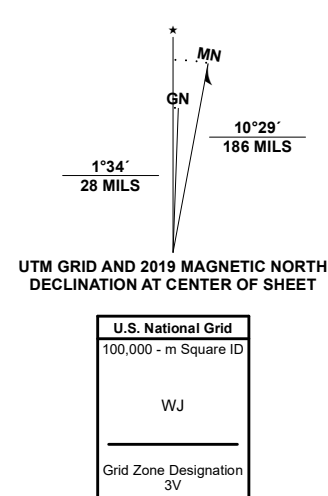 ★
MN
GN
10°29´
186 MILS
1°34´
28 MILS
UTM GRID AND 2019 MAGNETIC NORTH
DECLINATION AT CENTER OF SHEET
U.S. National Grid
100,000 - m Square ID
WJ
Grid Zone Designation
3V